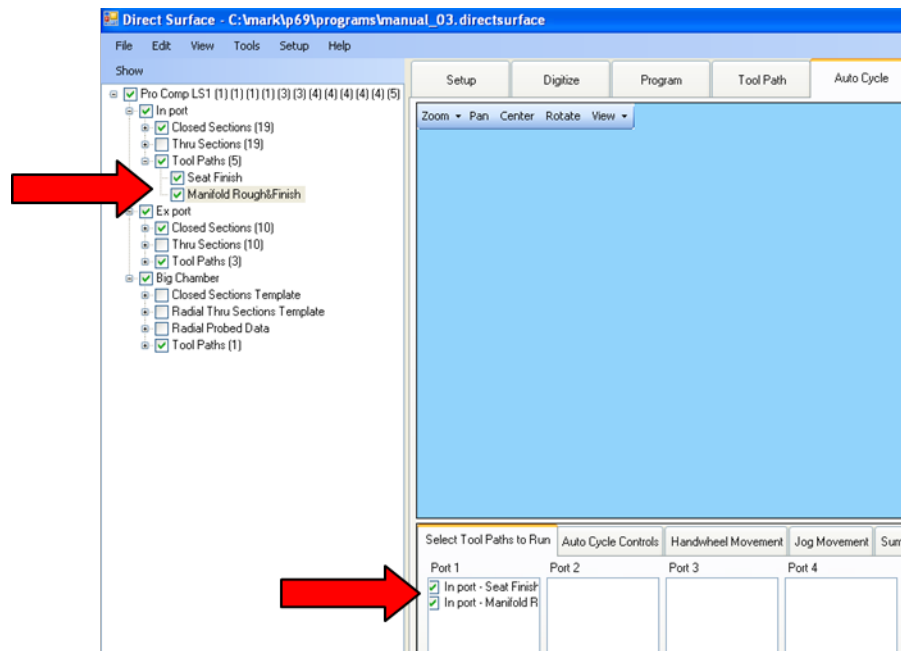 Direct Surface - C:\mark\p69\programs\manual_03.directsurface
File Edit View Tools Setup Help
Show
Pro Comp LS1 (1) (1) (1) (1) (3) (3) (4) (4) (4) (4) (4) (5)
In port
Closed Sections (19)
Thru Sections (19)
Tool Paths (5)
Seat Finish
Manifold Rough&Finish
Ex port
Closed Sections (10)
Thru Sections (10)
Tool Paths (3)
Big Chamber
Closed Sections Template
Radial Thru Sections Template
Radial Probed Data
Tool Paths (1)
Setup Digitize Program Tool Path Auto Cycle
Zoom Pan Center Rotate View
Select Tool Paths to Run Auto Cycle Controls Handwheel Movement Jog Movement Sum
Port 1 Port 2 Port 3 Port 4
In port - Seat Finish
In port - Manifold R